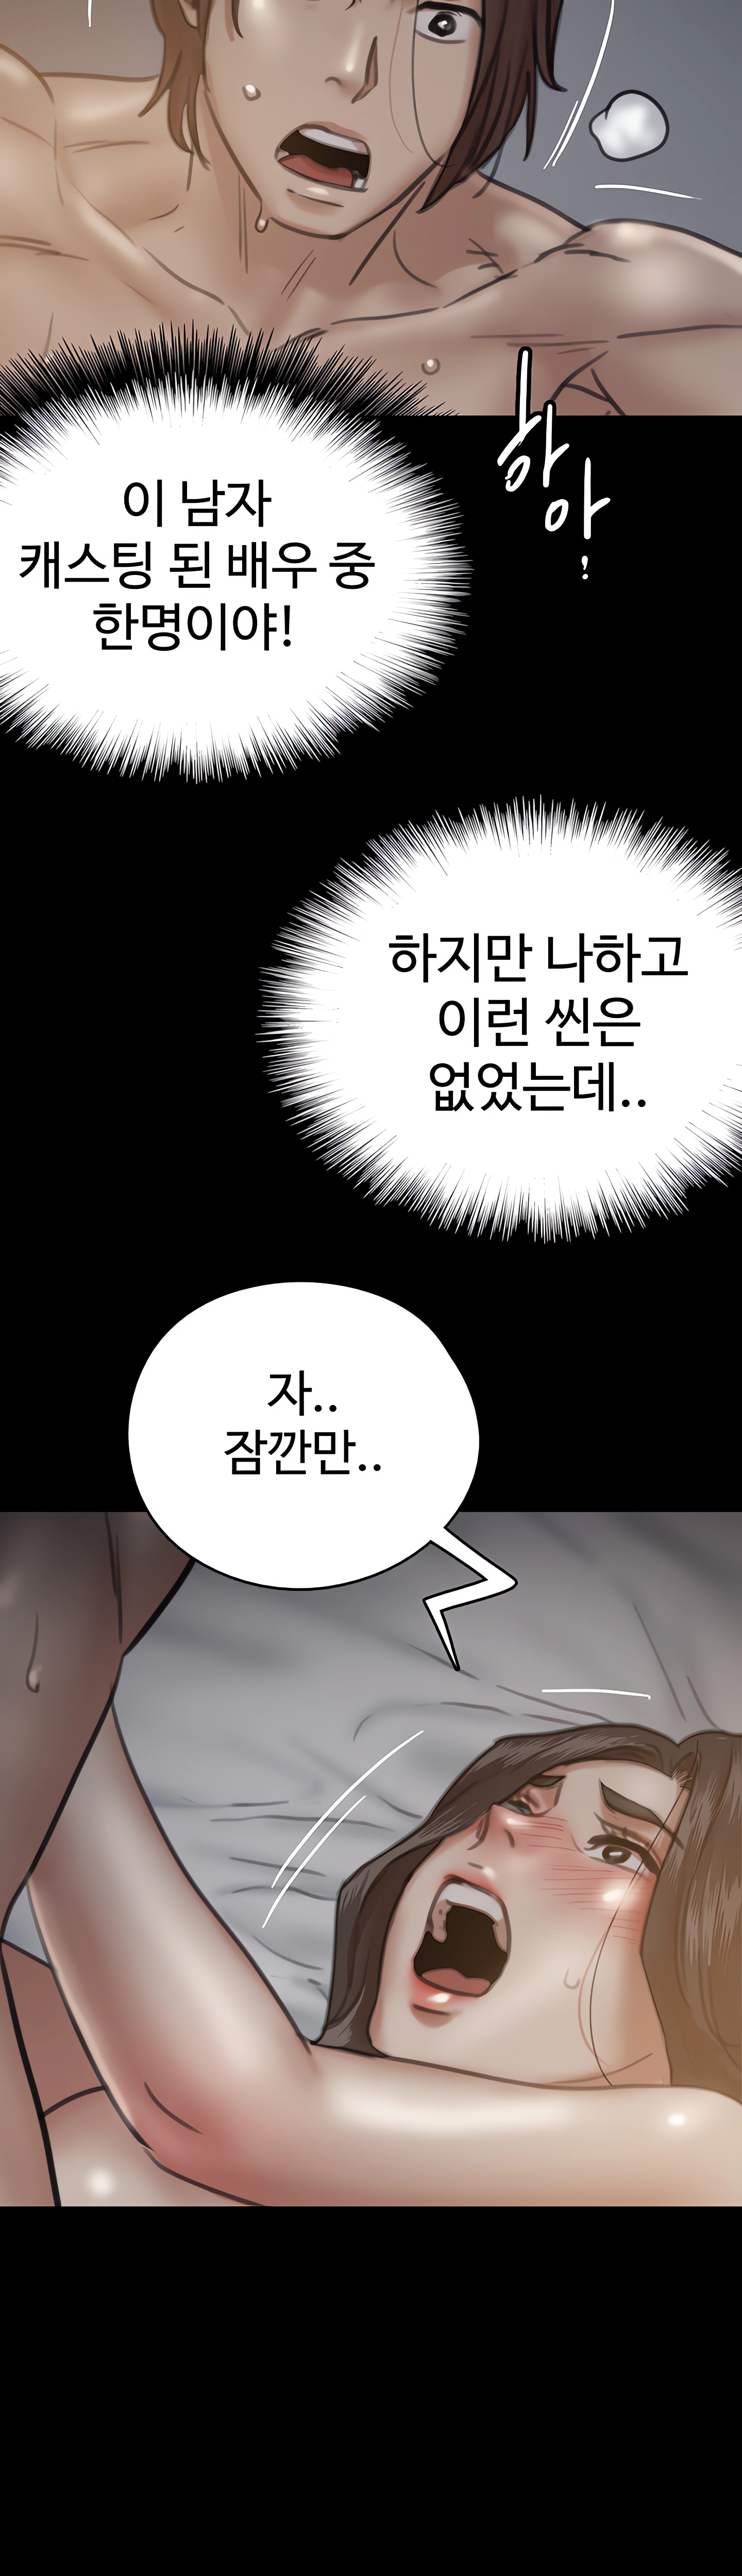 하아!
이 남자
캐스팅 된 배우 중
한명이야!
하지만 나하고
이런 씬은
없었는데..
자..
잠깐만..